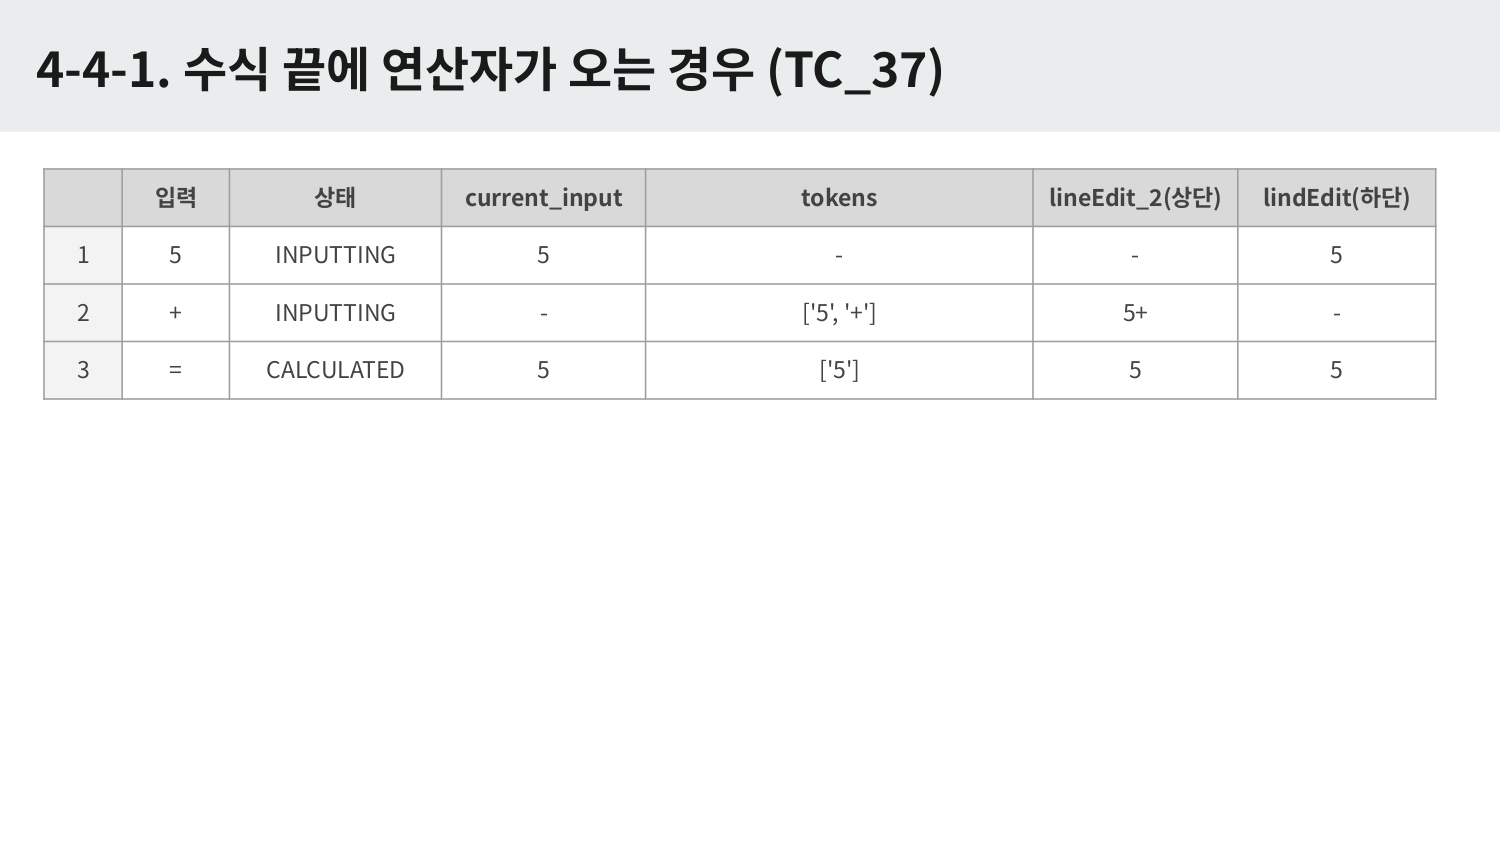 4-4-1. 수식 끝에 연산자가 오는 경우 (TC_37)
입력 상태 current_input tokens lineEdit_2(상단) lindEdit(하단)
1 5 INPUTTING 5 - - 5
2 + INPUTTING - ['5', '+'] 5+ -
3 = CALCULATED 5 ['5'] 5 5